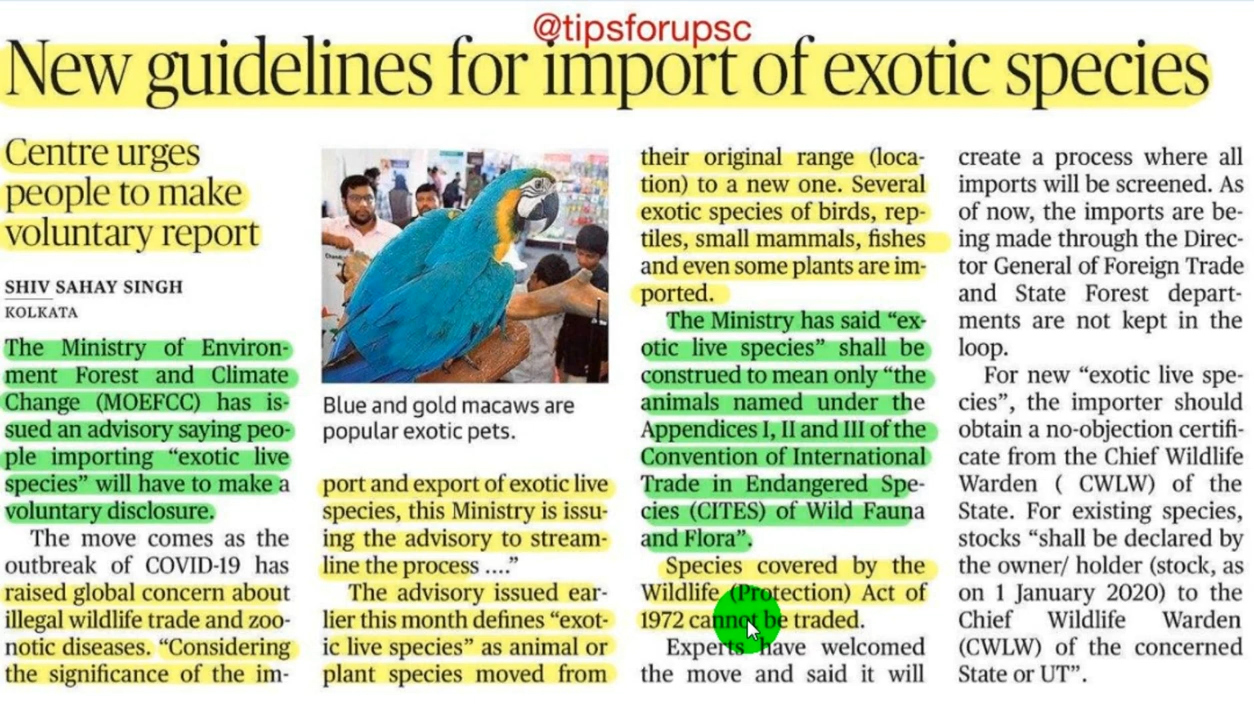 @tipsforupsc
New guidelines for import of exotic species
Centre urges
people to make
voluntary report
SHIV SAHAY SINGH
KOLKATA
The Ministry of Environ-
ment Forest and Climate
Change (MOEFCC) has is-
sued an advisory saying peo-
ple importing “exotic live
species” will have to make a
voluntary disclosure.
The move comes as the
outbreak of COVID-19 has
raised global concern about
illegal wildlife trade and zoo-
notic diseases. “Considering
the significance of the im-
Blue and gold macaws are
popular exotic pets.
port and export of exotic live
species, this Ministry is issu-
ing the advisory to stream-
line the process ....”
The advisory issued ear-
lier this month defines “exot-
ic live species” as animal or
plant species moved from
their original range (loca-
tion) to a new one. Several
exotic species of birds, rep-
tiles, small mammals, fishes
and even some plants are im-
ported.
The Ministry has said “ex-
otic live species” shall be
construed to mean only “the
animals named under the
Appendices I, II and III of the
Convention of International
Trade in Endangered Spe-
cies (CITES) of Wild Fauna
and Flora”.
Species covered by the
Wildlife (Protection) Act of
1972 cannot be traded.
Experts have welcomed
the move and said it will
create a process where all
imports will be screened. As
of now, the imports are be-
ing made through the Direc-
tor General of Foreign Trade
and State Forest depart-
ments are not kept in the
loop.
For new “exotic live spe-
cies”, the importer should
obtain a no-objection certifi-
cate from the Chief Wildlife
Warden ( CWLW) of the
State. For existing species,
stocks “shall be declared by
the owner/ holder (stock, as
on 1 January 2020) to the
Chief Wildlife Warden
(CWLW) of the concerned
State or UT”.